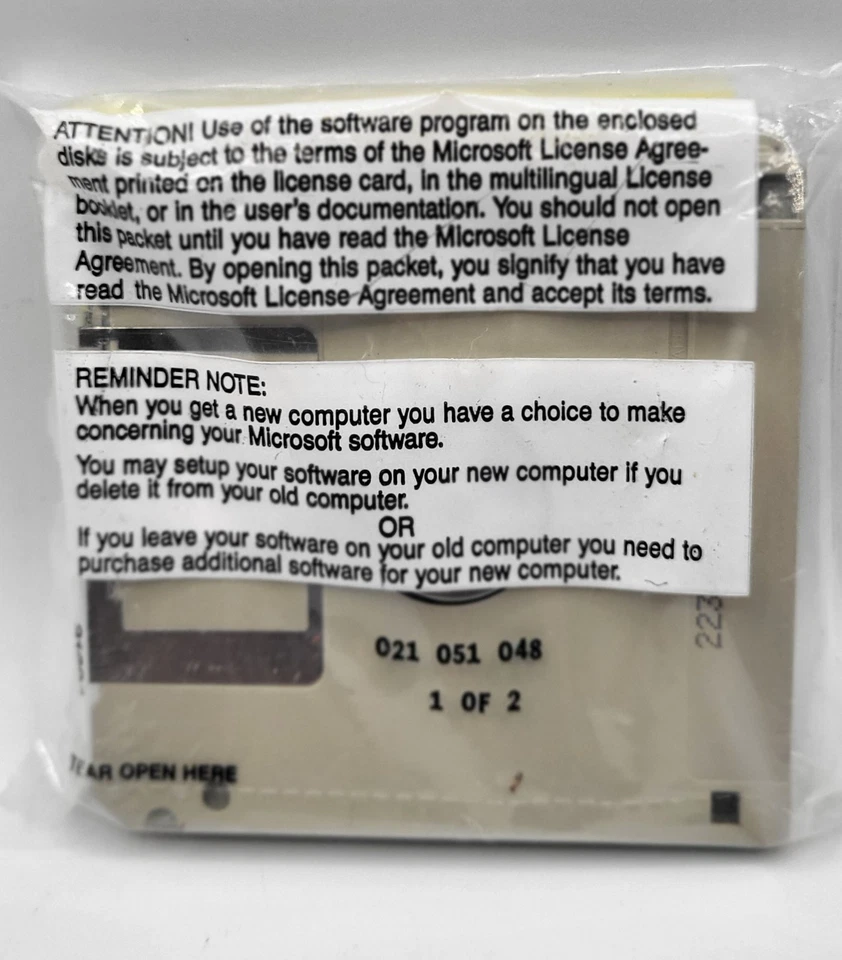 ATTENTION! Use of the software program on the enclosed
disks is subject to the terms of the Microsoft License Agree-
ment printed on the license card, in the multilingual License
booklet, or in the user's documentation. You should not open
this packet until you have read the Microsoft License
Agreement. By opening this packet, you signify that you have
read the Microsoft License Agreement and accept its terms.
REMINDER NOTE:
When you get a new computer you have a choice to make
concerning your Microsoft software.
You may setup your software on your new computer if you
delete it from your old computer.
OR
If you leave your software on your old computer you need to
purchase additional software for your new computer.
223
021 051 048
1 OF 2
TEAR OPEN HERE